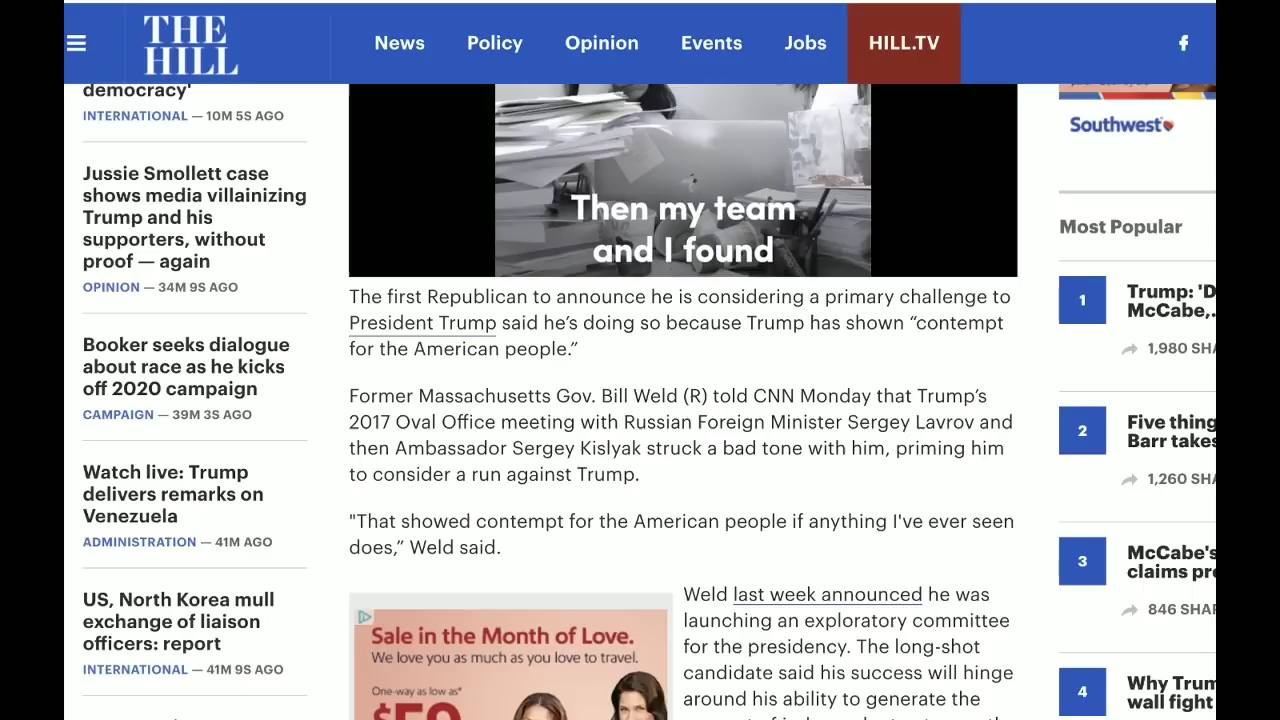 THE
HILL
News
Policy
Opinion
Events
Jobs
HILL.TV
democracy'
INTERNATIONAL — 10M 5S AGO
Jussie Smollett case
shows media villainizing
Trump and his
supporters, without
proof — again
OPINION — 34M 9S AGO
Booker seeks dialogue
about race as he kicks
off 2020 campaign
CAMPAIGN — 39M 3S AGO
Watch live: Trump
delivers remarks on
Venezuela
ADMINISTRATION — 41M AGO
US, North Korea mull
exchange of liaison
officers: report
INTERNATIONAL — 41M 9S AGO
Then my team
and I found
The first Republican to announce he is considering a primary challenge to
President Trump said he’s doing so because Trump has shown “contempt
for the American people.”
Former Massachusetts Gov. Bill Weld (R) told CNN Monday that Trump’s
2017 Oval Office meeting with Russian Foreign Minister Sergey Lavrov and
then Ambassador Sergey Kislyak struck a bad tone with him, priming him
to consider a run against Trump.
"That showed contempt for the American people if anything I've ever seen
does,” Weld said.
Sale in the Month of Love.
We love you as much as you love to travel.
One-way as low as*
$59
Weld last week announced he was
launching an exploratory committee
for the presidency. The long-shot
candidate said his success will hinge
around his ability to generate the
Southwest
Most Popular
1
Trump: 'D
McCabe,.
1,980 SHA
2
Five thing
Barr takes
1,260 SHA
3
McCabe's
claims pr
846 SHAR
4
Why Trum
wall fight